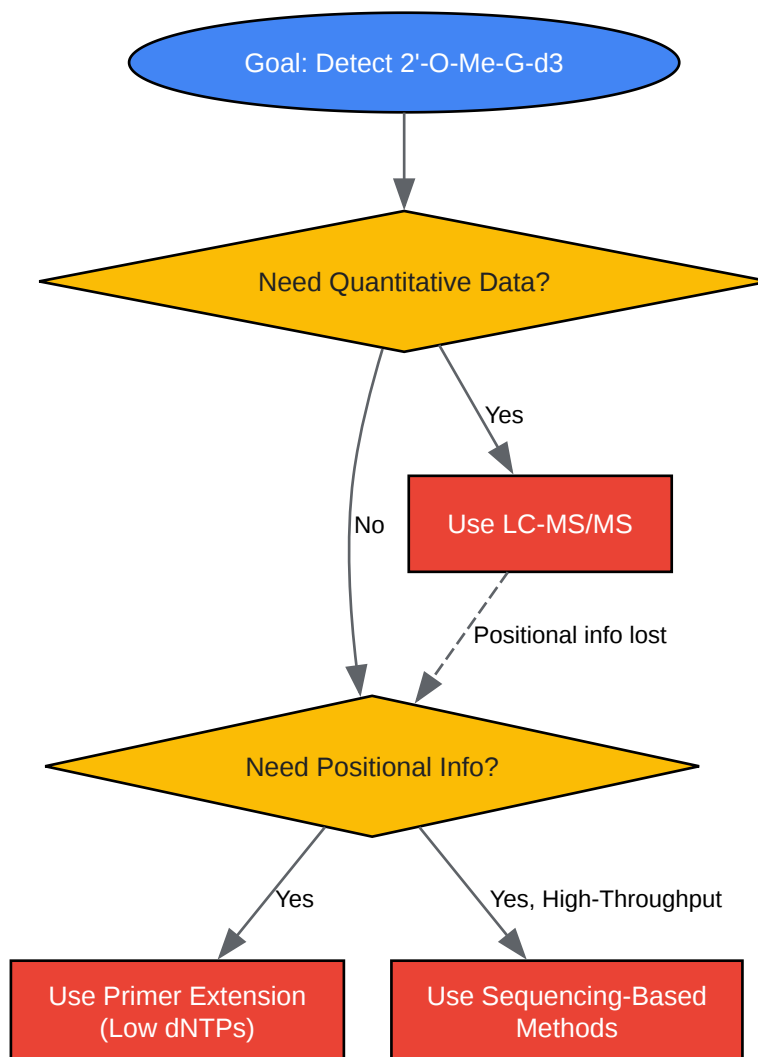 Goal: Detect 2'-O-Me-G-d3
Need Quantitative Data?
Yes
Use LC-MS/MS
No
Positional info lost
Need Positional Info?
Yes
Yes, High-Throughput
Use Primer Extension
(Low dNTPs)
Use Sequencing-Based
Methods